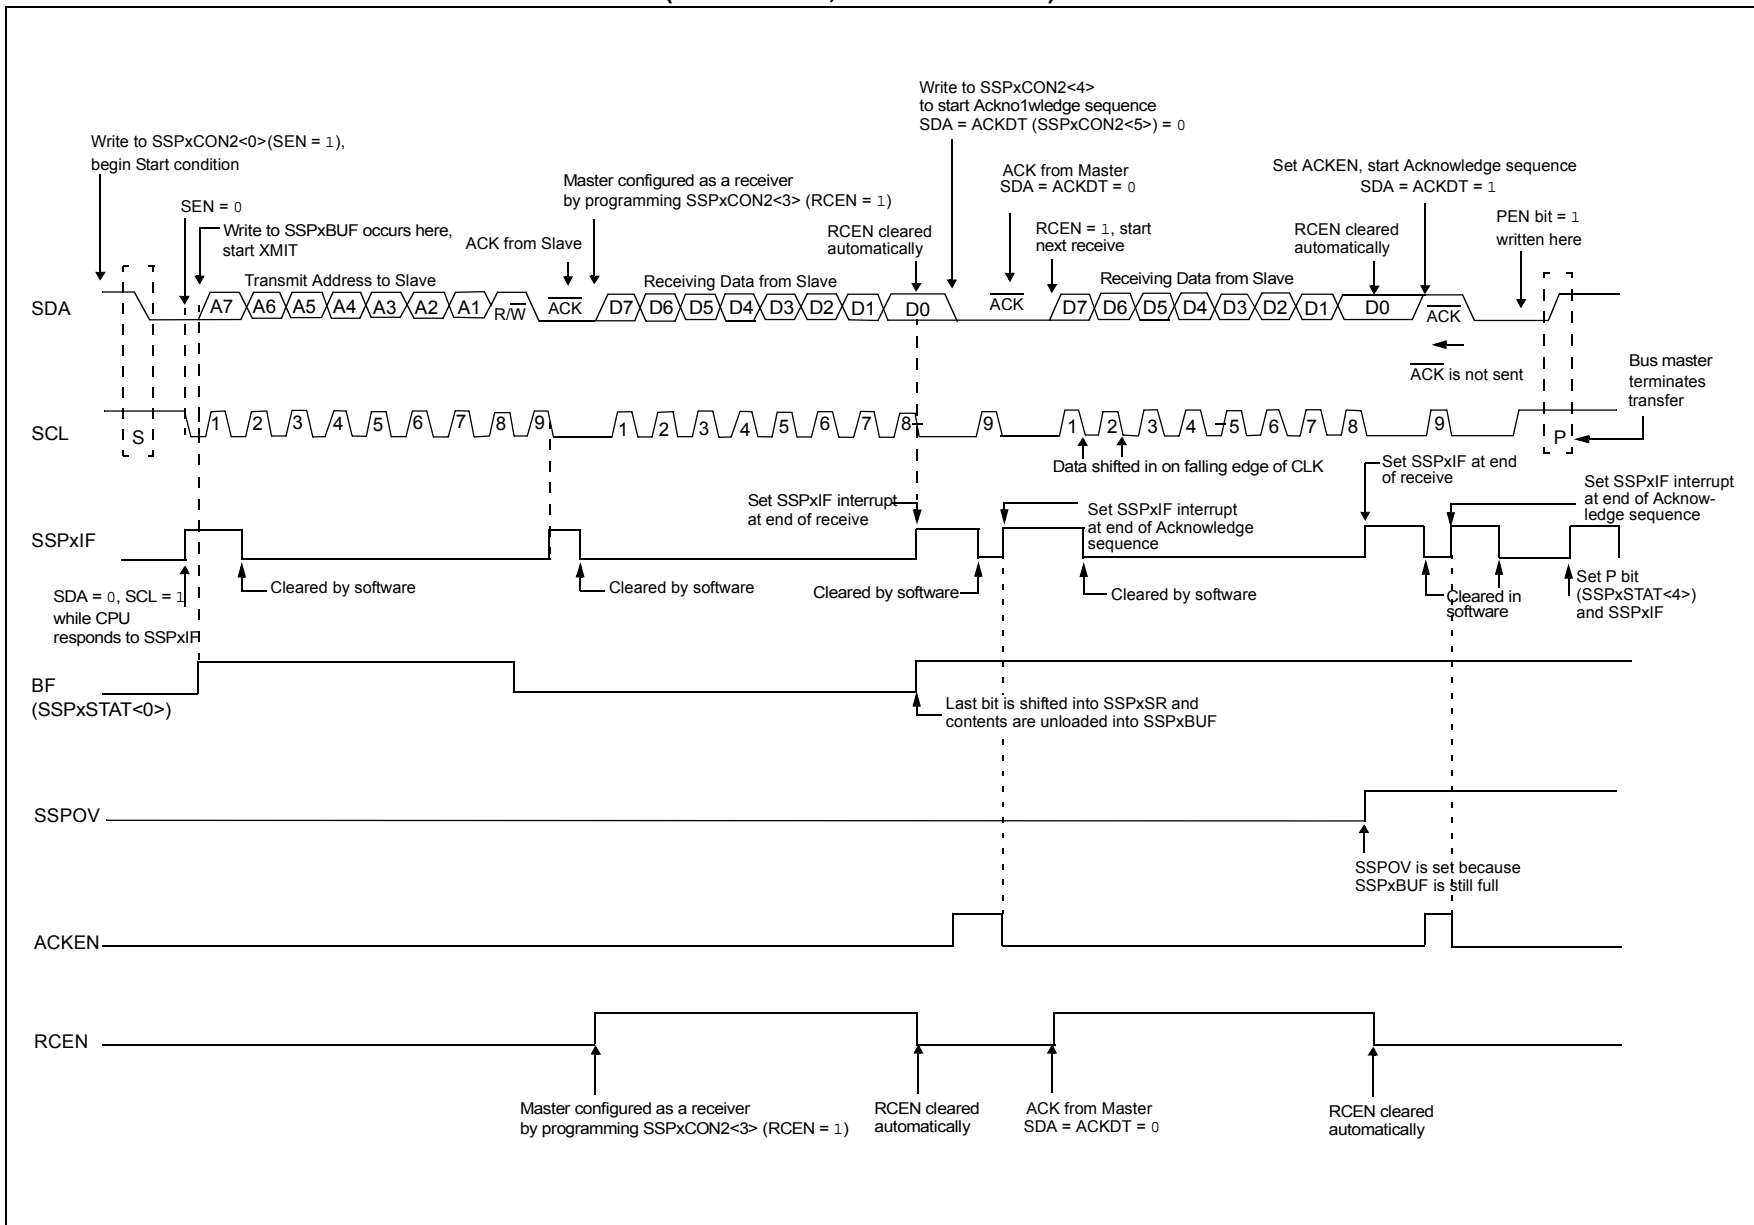 Write to SSPxCON2<4>
to start Ackno1wledge sequence
SDA = ACKDT (SSPxCON2<5>) = 0
Write to SSPxCON2<0>(SEN = 1),
begin Start condition
ACK from Master
SDA = ACKDT = 0
Set ACKEN, start Acknowledge sequence
SDA = ACKDT = 1
Master configured as a receiver
by programming SSPxCON2<3> (RCEN = 1)
SEN = 0
PEN bit = 1
written here
Write to SSPxBUF occurs here,
start XMIT
ACK from Slave
RCEN cleared
automatically
RCEN = 1, start
next receive
RCEN cleared
automatically
Transmit Address to Slave
Receiving Data from Slave
Receiving Data from Slave
SDA
A7 A6 A5 A4 A3 A2 A1 R/W ACK D7 D6 D5 D4 D3 D2 D1 D0 ACK D7 D6 D5 D4 D3 D2 D1 D0 ACK
ACK is not sent
Bus master
terminates
transfer
SCL
S 1 2 3 4 5 6 7 8 9 1 2 3 4 5 6 7 8 9 1 2 3 4 5 6 7 8 9 P
Data shifted in on falling edge of CLK
Set SSPxIF at end
of receive
Set SSPxIF interrupt
at end of receive
Set SSPxIF interrupt
at end of Acknowledge
sequence
Set SSPxIF interrupt
at end of Acknow-
ledge sequence
SSPxIF
SDA = 0, SCL = 1
while CPU
responds to SSPxIF
Cleared by software
Cleared by software
Cleared by software
Cleared by software
Cleared in
software
Set P bit
(SSPxSTAT<4>)
and SSPxIF
BF
(SSPxSTAT<0>)
Last bit is shifted into SSPxSR and
contents are unloaded into SSPxBUF
SSPOV
SSPOV is set because
SSPxBUF is still full
ACKEN
RCEN
Master configured as a receiver
by programming SSPxCON2<3> (RCEN = 1)
RCEN cleared
automatically
ACK from Master
SDA = ACKDT = 0
RCEN cleared
automatically